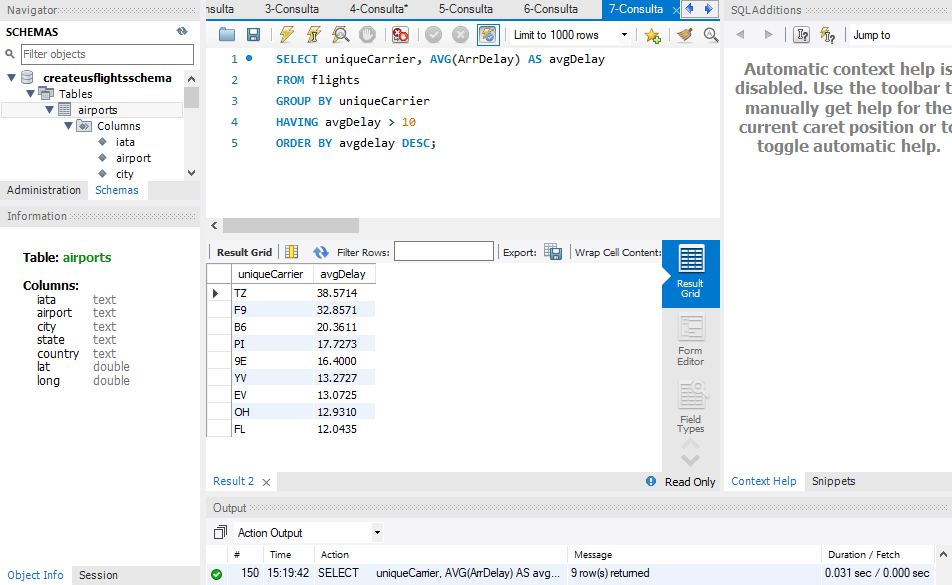 Navigator
SCHEMAS
Filter objects
createusflightsschema
Tables
airports
Columns
iata
airport
city
Administration Schemas
Information
Table: airports
Columns:
iata text
airport text
city text
state text
country text
lat double
long double
Object Info Session
nsulta 3-Consulta 4-Consulta* 5-Consulta 6-Consulta 7-Consulta
Limit to 1000 rows
1 SELECT uniqueCarrier, AVG(ArrDelay) AS avgDelay
2 FROM flights
3 GROUP BY uniqueCarrier
4 HAVING avgDelay > 10
5 ORDER BY avgdelay DESC;
Result Grid Filter Rows: Export: Wrap Cell Content:
uniqueCarrier avgDelay
TZ 38.5714
F9 32.8571
B6 20.3611
PI 17.7273
9E 16.4000
YV 13.2727
EV 13.0725
OH 12.9310
FL 12.0435
Result
Grid
Form
Editor
Field
Types
Result 2 Read Only
SQLAdditions
Jump to
Automatic context help is
disabled. Use the toolbar t
manually get help for the
current caret position or to
toggle automatic help.
Context Help Snippets
Output
Action Output
# Time Action Message Duration / Fetch
150 15:19:42 SELECT uniqueCarrier, AVG(ArrDelay) AS avg... 9 row(s) returned 0.031 sec / 0.000 sec